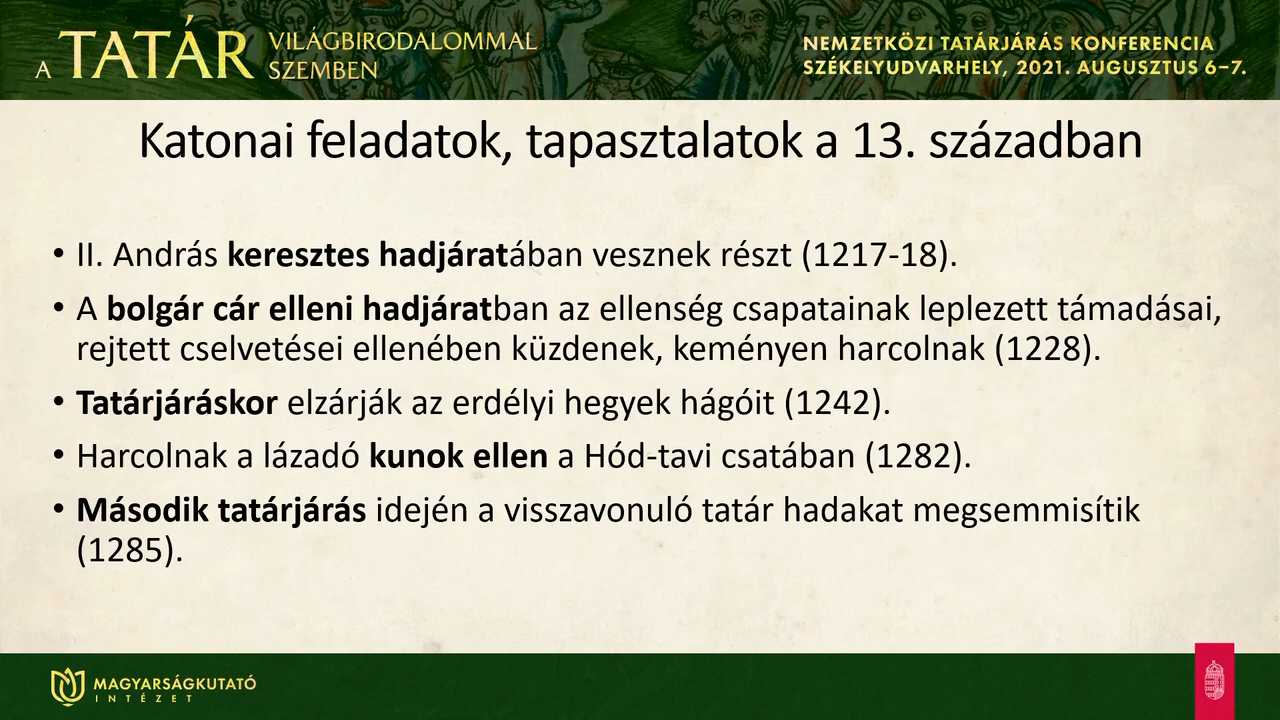 A TATÁR VILÁGBIRODALOMMAL SZEMBEN
NEMZETKÖZI TATÁRJÁRÁS KONFERENCIA
SZÉKELYUDVARHELY, 2021. AUGUSZTUS 6–7.
Katonai feladatok, tapasztalatok a 13. században
• II. András keresztes hadjáratában vesznek részt (1217-18).
• A bolgár cár elleni hadjáratban az ellenség csapatainak leplezett támadásai,
rejtett cselvetései ellenében küzdenek, keményen harcolnak (1228).
• Tatárjáráskor elzárják az erdélyi hegyek hágóit (1242).
• Harcolnak a lázadó kunok ellen a Hód-tavi csatában (1282).
• Második tatárjárás idején a visszavonuló tatár hadakat megsemmisítik
(1285).
MAGYARSÁGKUTATÓ
INTÉZET